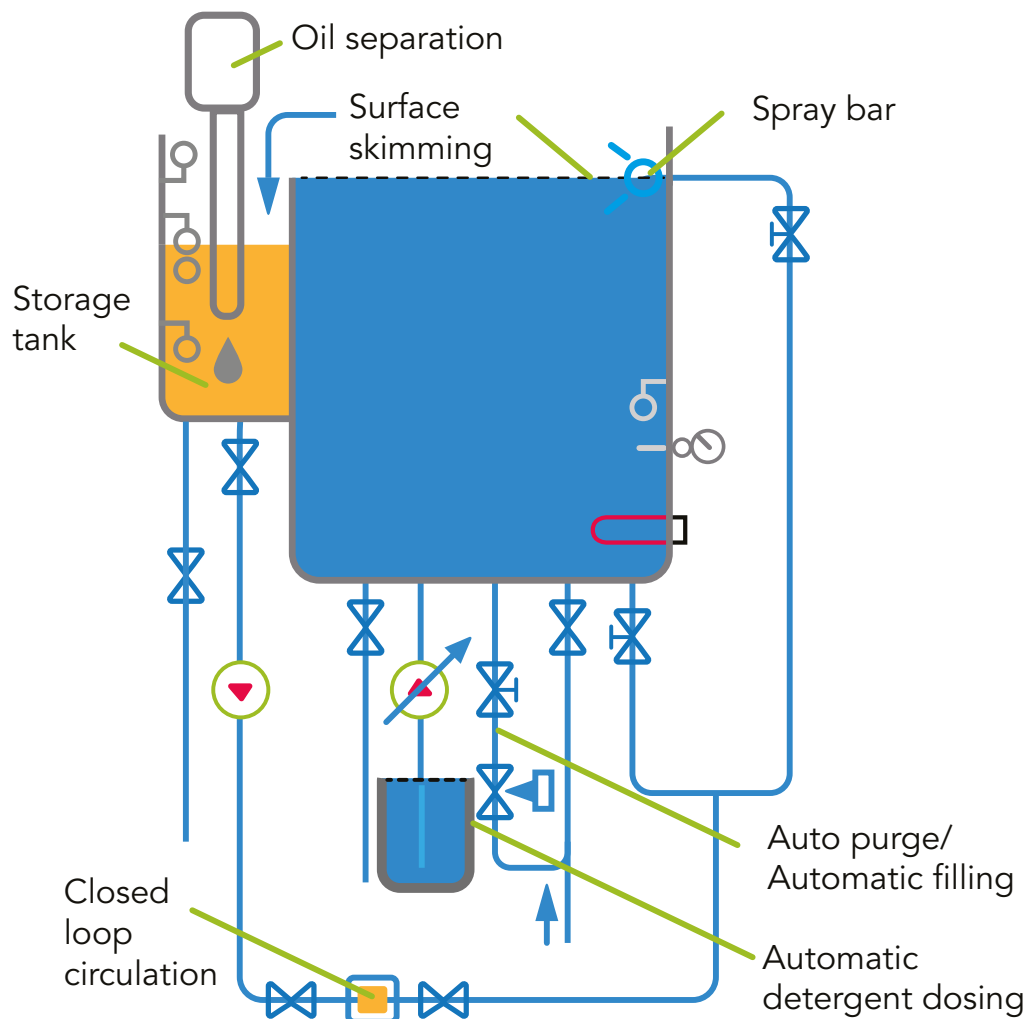 Oil separation
Surface
skimming
Spray bar
Storage
tank
Auto purge/
Automatic filling
Closed
loop
circulation
Automatic
detergent dosing